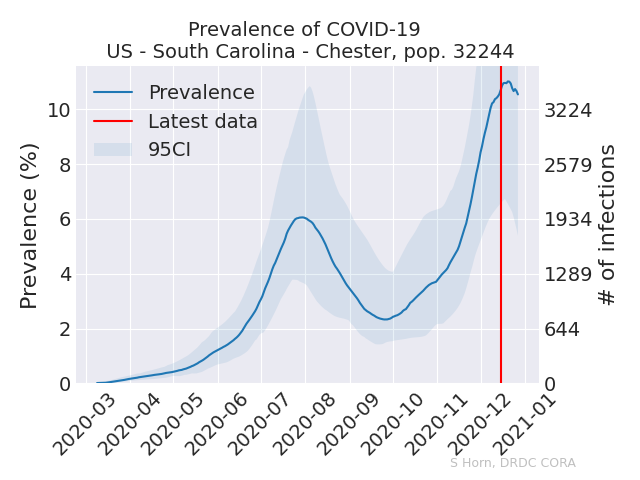 Prevalence of COVID-19
US - South Carolina - Chester, pop. 32244
Prevalence
Latest data
95CI
Prevalence (%)
10
8
6
4
2
0
3224
2579
1934
1289
644
0
# of infections
2020-03
2020-04
2020-05
2020-06
2020-07
2020-08
2020-09
2020-10
2020-11
2020-12
2021-01
S Horn, DRDC CORA